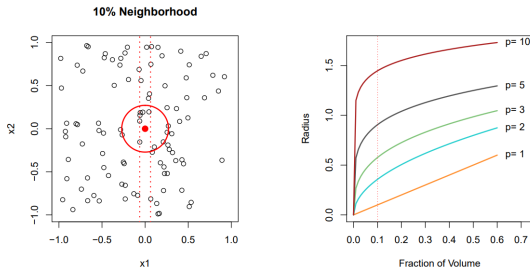 10% Neighborhood
1.0
0.5
0.0
−0.5
−1.0
x2
−1.0 −0.5 0.0 0.5 1.0
x1
1.5
1.0
0.5
0.0
Radius
p= 10
p= 5
p= 3
p= 2
p= 1
0.0 0.1 0.2 0.3 0.4 0.5 0.6 0.7
Fraction of Volume